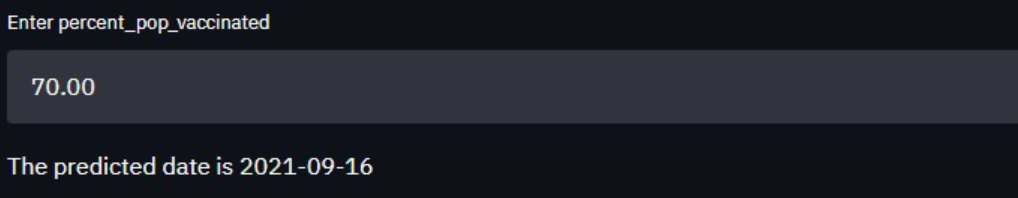 Enter percent_pop_vaccinated
70.00
The predicted date is 2021-09-16